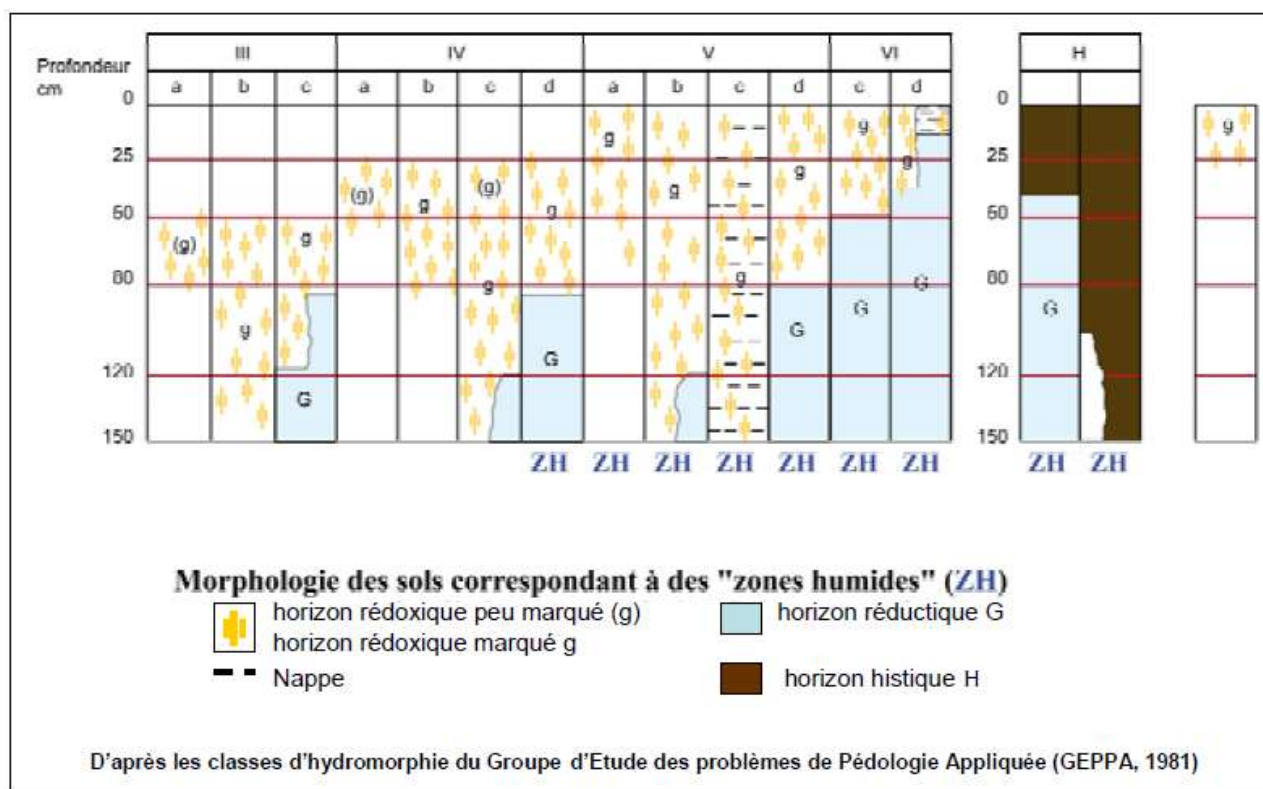 III IV V VI H
Profondeur
cm
a b c a b c d a b c d c d
0 0
g g g g
25 25
(g) g (g) g g g
50 50
(g) g g
80 80
g g g G
g G G G
G
120 120
G
150 150
ZH ZH ZH ZH ZH ZH ZH ZH ZH
Morphologie des sols correspondant à des "zones humides" (ZH)
horizon rédoxique peu marqué (g)
horizon réductique G
horizon rédoxique marqué g
Nappe
horizon histique H
D'après les classes d'hydromorphie du Groupe d'Etude des problèmes de Pédologie Appliquée (GEPPA, 1981)